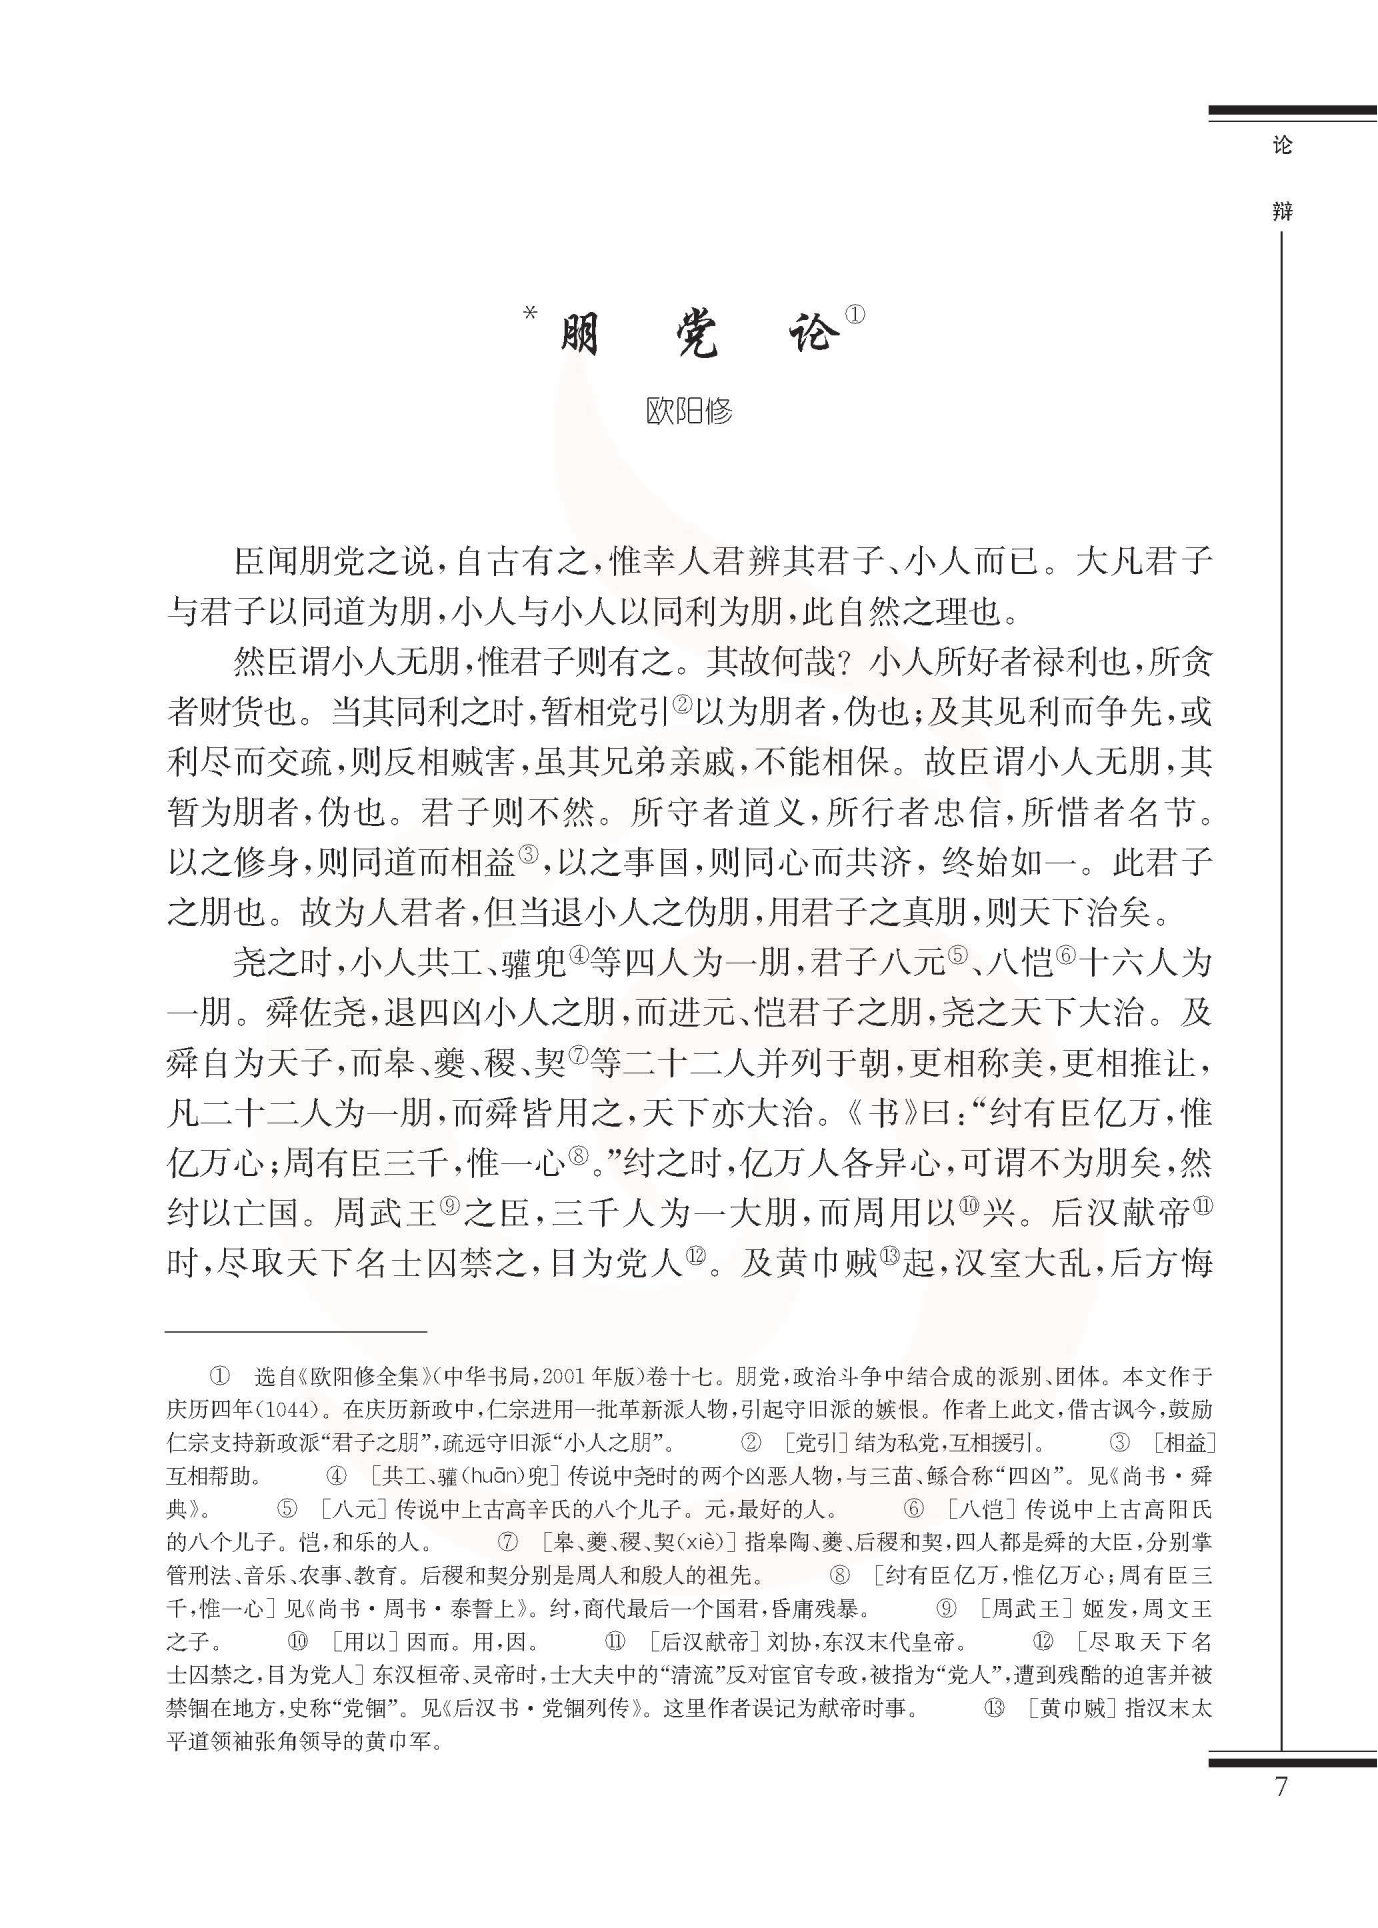 论
辩
*朋 党 论①
欧阳修
臣闻朋党之说，自古有之，惟幸人君辨其君子、小人而已。大凡君子
与君子以同道为朋，小人与小人以同利为朋，此自然之理也。
然臣谓小人无朋，惟君子则有之。其故何哉？小人所好者禄利也，所贪
者财货也。当其同利之时，暂相党引②以为朋者，伪也；及其见利而争先，或
利尽而交疏，则反相贼害，虽其兄弟亲戚，不能相保。故臣谓小人无朋，其
暂为朋者，伪也。君子则不然。所守者道义，所行者忠信，所惜者名节。
以之修身，则同道而相益③，以之事国，则同心而共济，终始如一。此君子
之朋也。故为人君者，但当退小人之伪朋，用君子之真朋，则天下治矣。
尧之时，小人共工、驩兜④等四人为一朋，君子八元⑤、八恺⑥十六人为
一朋。舜佐尧，退四凶小人之朋，而进元、恺君子之朋，尧之天下大治。及
舜自为天子，而皋、夔、稷、契⑦等二十二人并列于朝，更相称美，更相推让，
凡二十二人为一朋，而舜皆用之，天下亦大治。《书》曰：“纣有臣亿万，惟
亿万心；周有臣三千，惟一心⑧。”纣之时，亿万人各异心，可谓不为朋矣，然
纣以亡国。周武王⑨之臣，三千人为一大朋，而周用以⑩兴。后汉献帝⑪
时，尽取天下名士囚禁之，目为党人⑫。及黄巾贼⑬起，汉室大乱，后方悔
① 选自《欧阳修全集》（中华书局，2001年版）卷十七。朋党，政治斗争中结合成的派别、团体。本文作于
庆历四年（1044）。在庆历新政中，仁宗进用一批革新派人物，引起守旧派的嫉恨。作者上此文，借古讽今，鼓励
仁宗支持新政派“君子之朋”，疏远守旧派“小人之朋”。 ② ［党引］结为私党，互相援引。 ③ ［相益］
互相帮助。 ④ ［共工、驩（huān）兜］传说中尧时的两个凶恶人物，与三苗、鲧合称“四凶”。见《尚书·舜
典》。 ⑤ ［八元］传说中上古高辛氏的八个儿子。元，最好的人。 ⑥ ［八恺］传说中上古高阳氏
的八个儿子。恺，和乐的人。 ⑦ ［皋、夔、稷、契（xiè）］指皋陶、夔、后稷和契，四人都是舜的大臣，分别掌
管刑法、音乐、农事、教育。后稷和契分别是周人和殷人的祖先。 ⑧ ［纣有臣亿万，惟亿万心；周有臣三
千，惟一心］见《尚书·周书·泰誓上》。纣，商代最后一个国君，昏庸残暴。 ⑨ ［周武王］姬发，周文王
之子。 ⑩ ［用以］因而。用，因。 ⑪ ［后汉献帝］刘协，东汉末代皇帝。 ⑫ ［尽取天下名
士囚禁之，目为党人］东汉桓帝、灵帝时，士大夫中的“清流”反对宦官专政，被指为“党人”，遭到残酷的迫害并被
禁锢在地方，史称“党锢”。见《后汉书·党锢列传》。这里作者误记为献帝时事。 ⑬ ［黄巾贼］指汉末太
平道领袖张角领导的黄巾军。
7